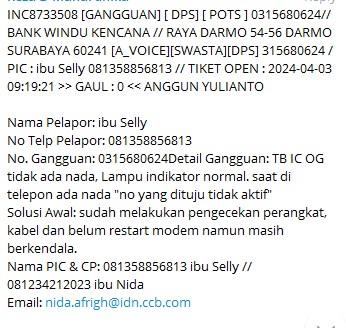 INC8733508 [GANGGUAN] [ DPS] [ POTS ] 0315680624//
BANK WINDU KENCANA // RAYA DARMO 54-56 DARMO
SURABAYA 60241 [A_VOICE][SWASTA][DPS] 315680624 /
PIC : ibu Selly 081358856813 // TIKET OPEN : 2024-04-03
09:19:21 >> GAUL : 0 << ANGGUN YULIANTO
Nama Pelapor: ibu Selly
No Telp Pelapor: 081358856813
No. Gangguan: 0315680624Detail Gangguan: TB IC OG
tidak ada nada, Lampu indikator normal. saat di
telepon ada nada "no yang dituju tidak aktif"
Solusi Awal: sudah melakukan pengecekan perangkat,
kabel dan belum restart modem namun masih
berkendala.
Nama PIC & CP: 081358856813 ibu Selly //
081234212023 ibu Nida
Email: nida.afrigh@idn.ccb.com